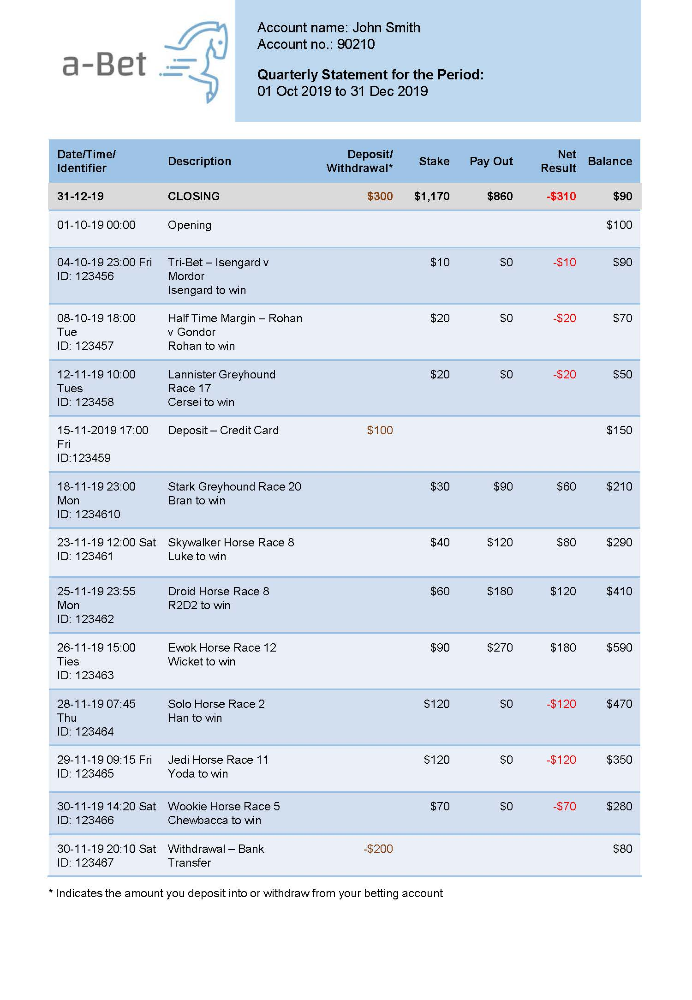 a-Bet
Account name: John Smith
Account no.: 90210
Quarterly Statement for the Period:
01 Oct 2019 to 31 Dec 2019
Date/Time/ Identifier Description Deposit/ Withdrawal* Stake Pay Out Net Result Balance
31-12-19 CLOSING $300 $1,170 $860 -$310 $90
01-10-19 00:00 Opening $100
04-10-19 23:00 Fri Tri-Bet – Isengard v $10 $0 -$10 $90
ID: 123456 Mordor
Isengard to win
08-10-19 18:00 Half Time Margin – Rohan $20 $0 -$20 $70
Tue v Gondor
ID: 123457 Rohan to win
12-11-19 10:00 Lannister Greyhound $20 $0 -$20 $50
Tues Race 17
ID: 123458 Cersei to win
15-11-2019 17:00 Deposit – Credit Card $100 $150
Fri
ID:123459
18-11-19 23:00 Stark Greyhound Race 20 $30 $90 $60 $210
Mon Bran to win
ID: 1234610
23-11-19 12:00 Sat Skywalker Horse Race 8 $40 $120 $80 $290
ID: 123461 Luke to win
25-11-19 23:55 Droid Horse Race 8 $60 $180 $120 $410
Mon R2D2 to win
ID: 123462
26-11-19 15:00 Ewok Horse Race 12 $90 $270 $180 $590
Ties Wicket to win
ID: 123463
28-11-19 07:45 Solo Horse Race 2 $120 $0 -$120 $470
Thu Han to win
ID: 123464
29-11-19 09:15 Fri Jedi Horse Race 11 $120 $0 -$120 $350
ID: 123465 Yoda to win
30-11-19 14:20 Sat Wookie Horse Race 5 $70 $0 -$70 $280
ID: 123466 Chewbacca to win
30-11-19 20:10 Sat Withdrawal – Bank -$200 $80
ID: 123467 Transfer
* Indicates the amount you deposit into or withdraw from your betting account